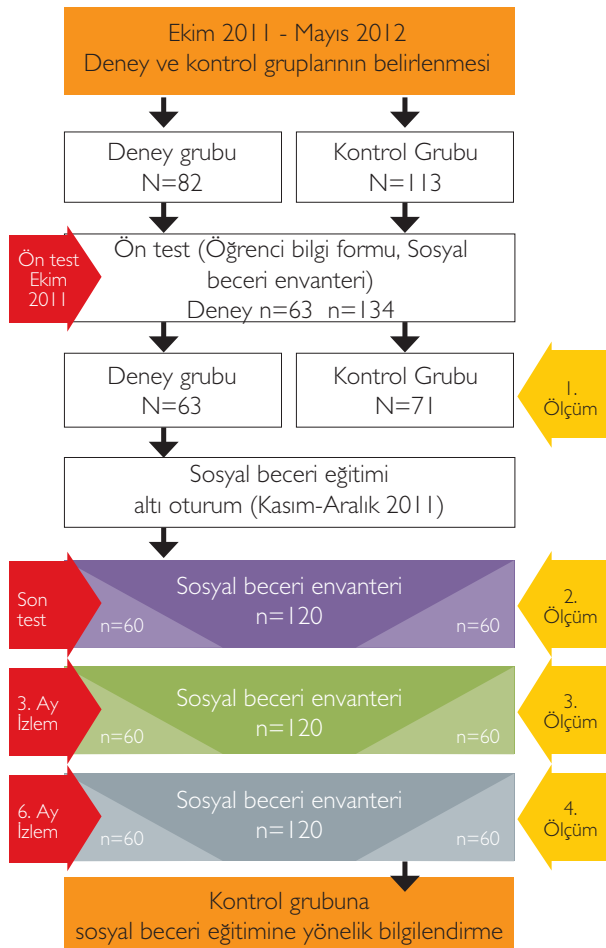 Ekim 2011 - Mayıs 2012
Deney ve kontrol gruplarının belirlenmesi
Deney grubu
N=82
Kontrol Grubu
N=113
Ön test
Ekim
2011
Ön test (Öğrenci bilgi formu, Sosyal
beceri envanteri)
Deney n=63 n=134
Deney grubu
N=63
Kontrol Grubu
N=71
1.
Ölçüm
Sosyal beceri eğitimi
altı oturum (Kasım-Aralık 2011)
Son
test
Sosyal beceri envanteri
n=120
n=60
n=60
2.
Ölçüm
3. Ay
İzlem
Sosyal beceri envanteri
n=120
n=60
n=60
3.
Ölçüm
6. Ay
İzlem
Sosyal beceri envanteri
n=120
n=60
n=60
4.
Ölçüm
Kontrol grubuna
sosyal beceri eğitimine yönelik bilgilendirme